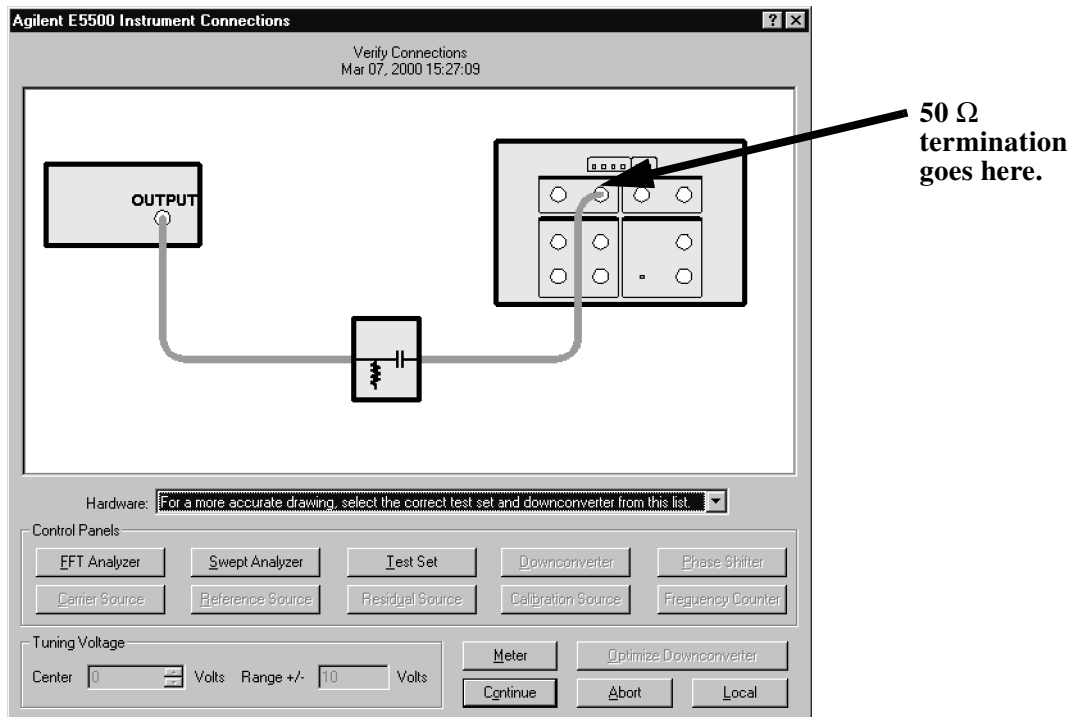 Agilent E5500 Instrument Connections
Verify Connections
Mar 07, 2000 15:27:09
50 Ω
termination
goes here.
OUTPUT
Hardware: For a more accurate drawing, select the correct test set and downconverter from this list.
Control Panels
FFT Analyzer Swept Analyzer Test Set Downconverter Phase Shifter
Carrier Source Reference Source Residual Source Calibration Source Frequency Counter
Tuning Voltage
Center 0 Volts Range +/- 10 Volts
Meter Optimize Downconverter
Continue Abort Local